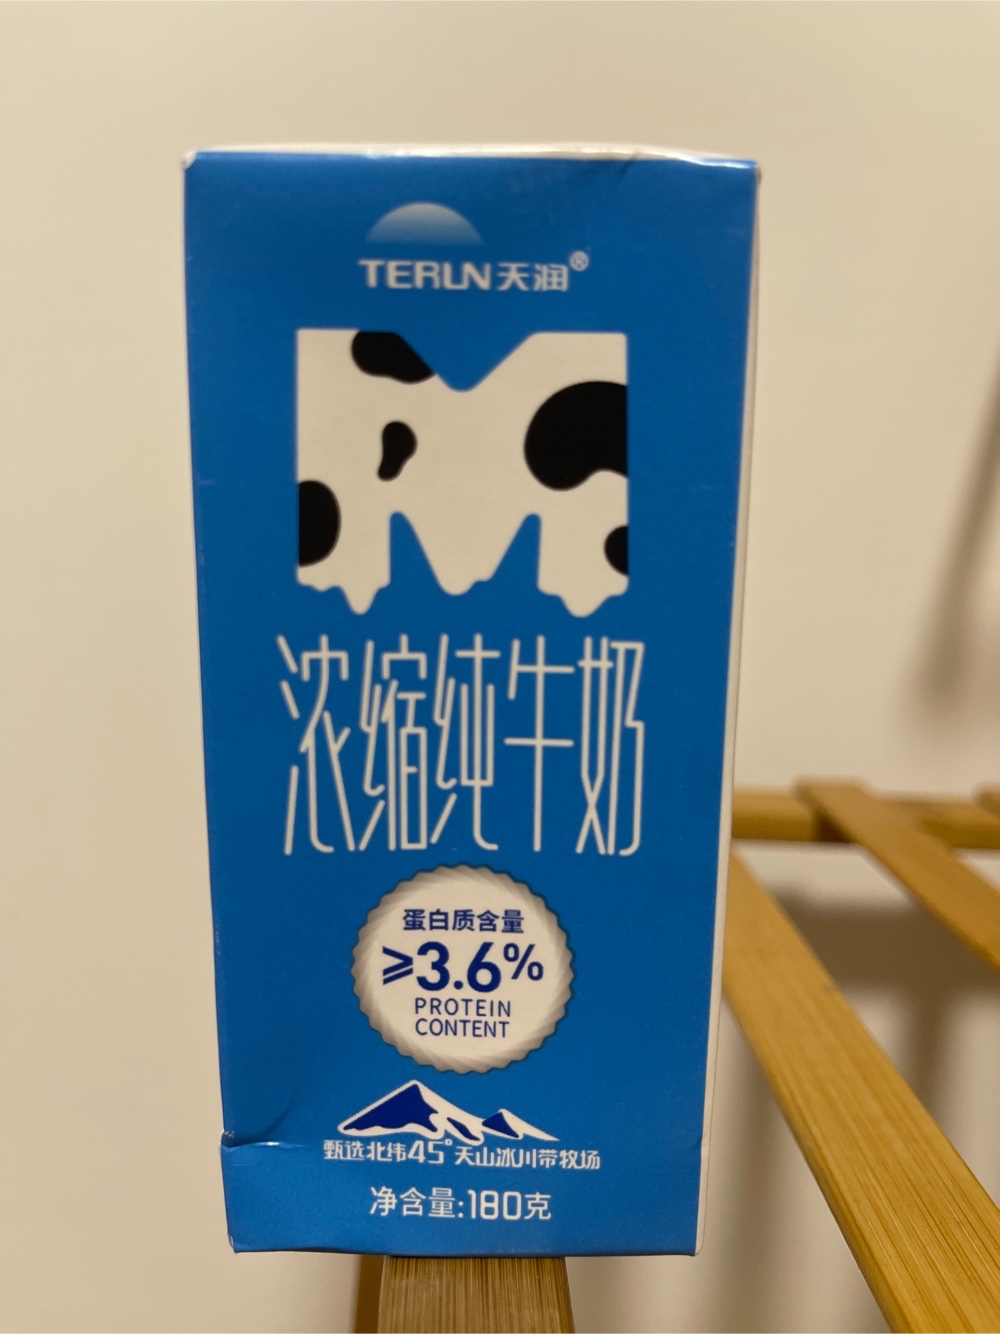 TERUN天润®
浓缩纯牛奶
蛋白质含量
≥3.6%
PROTEIN
CONTENT
甄选北纬45°天山冰川带牧场
净含量:180克